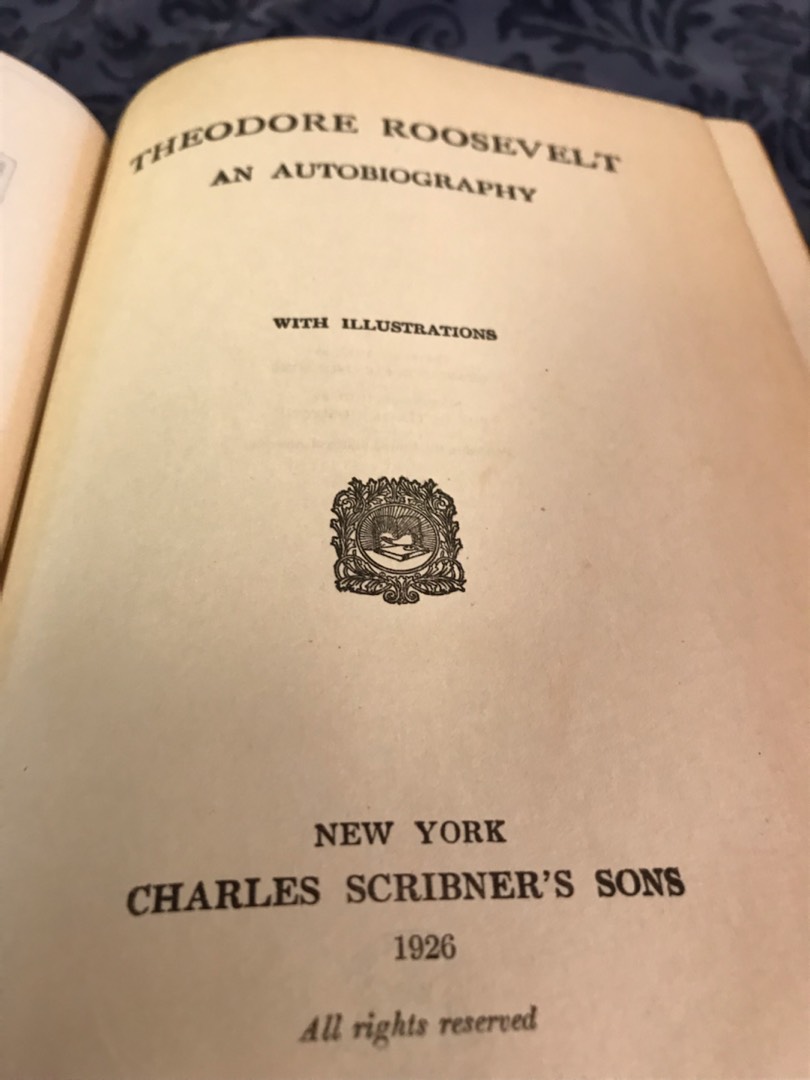 THEODORE ROOSEVELT
AN AUTOBIOGRAPHY
WITH ILLUSTRATIONS
NEW YORK
CHARLES SCRIBNER'S SONS
1926
All rights reserved